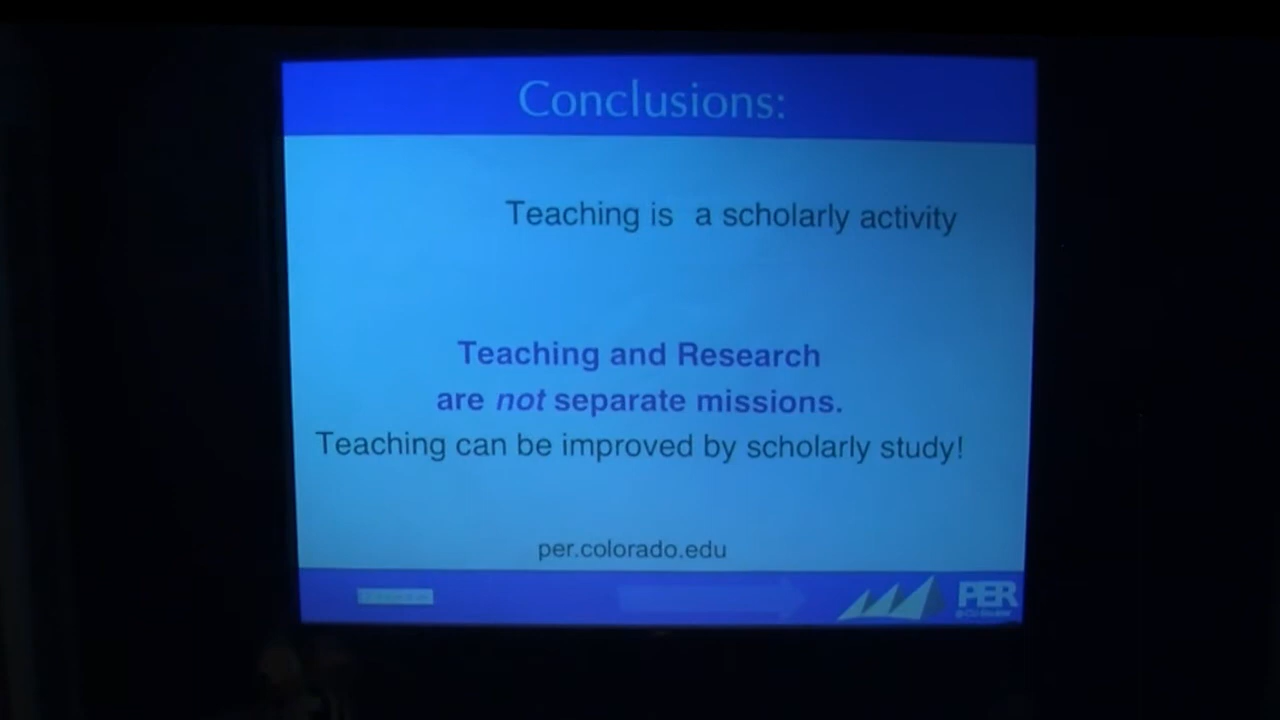 Conclusions:
Teaching is a scholarly activity
Teaching and Research
are not separate missions.
Teaching can be improved by scholarly study!
per.colorado.edu
PER